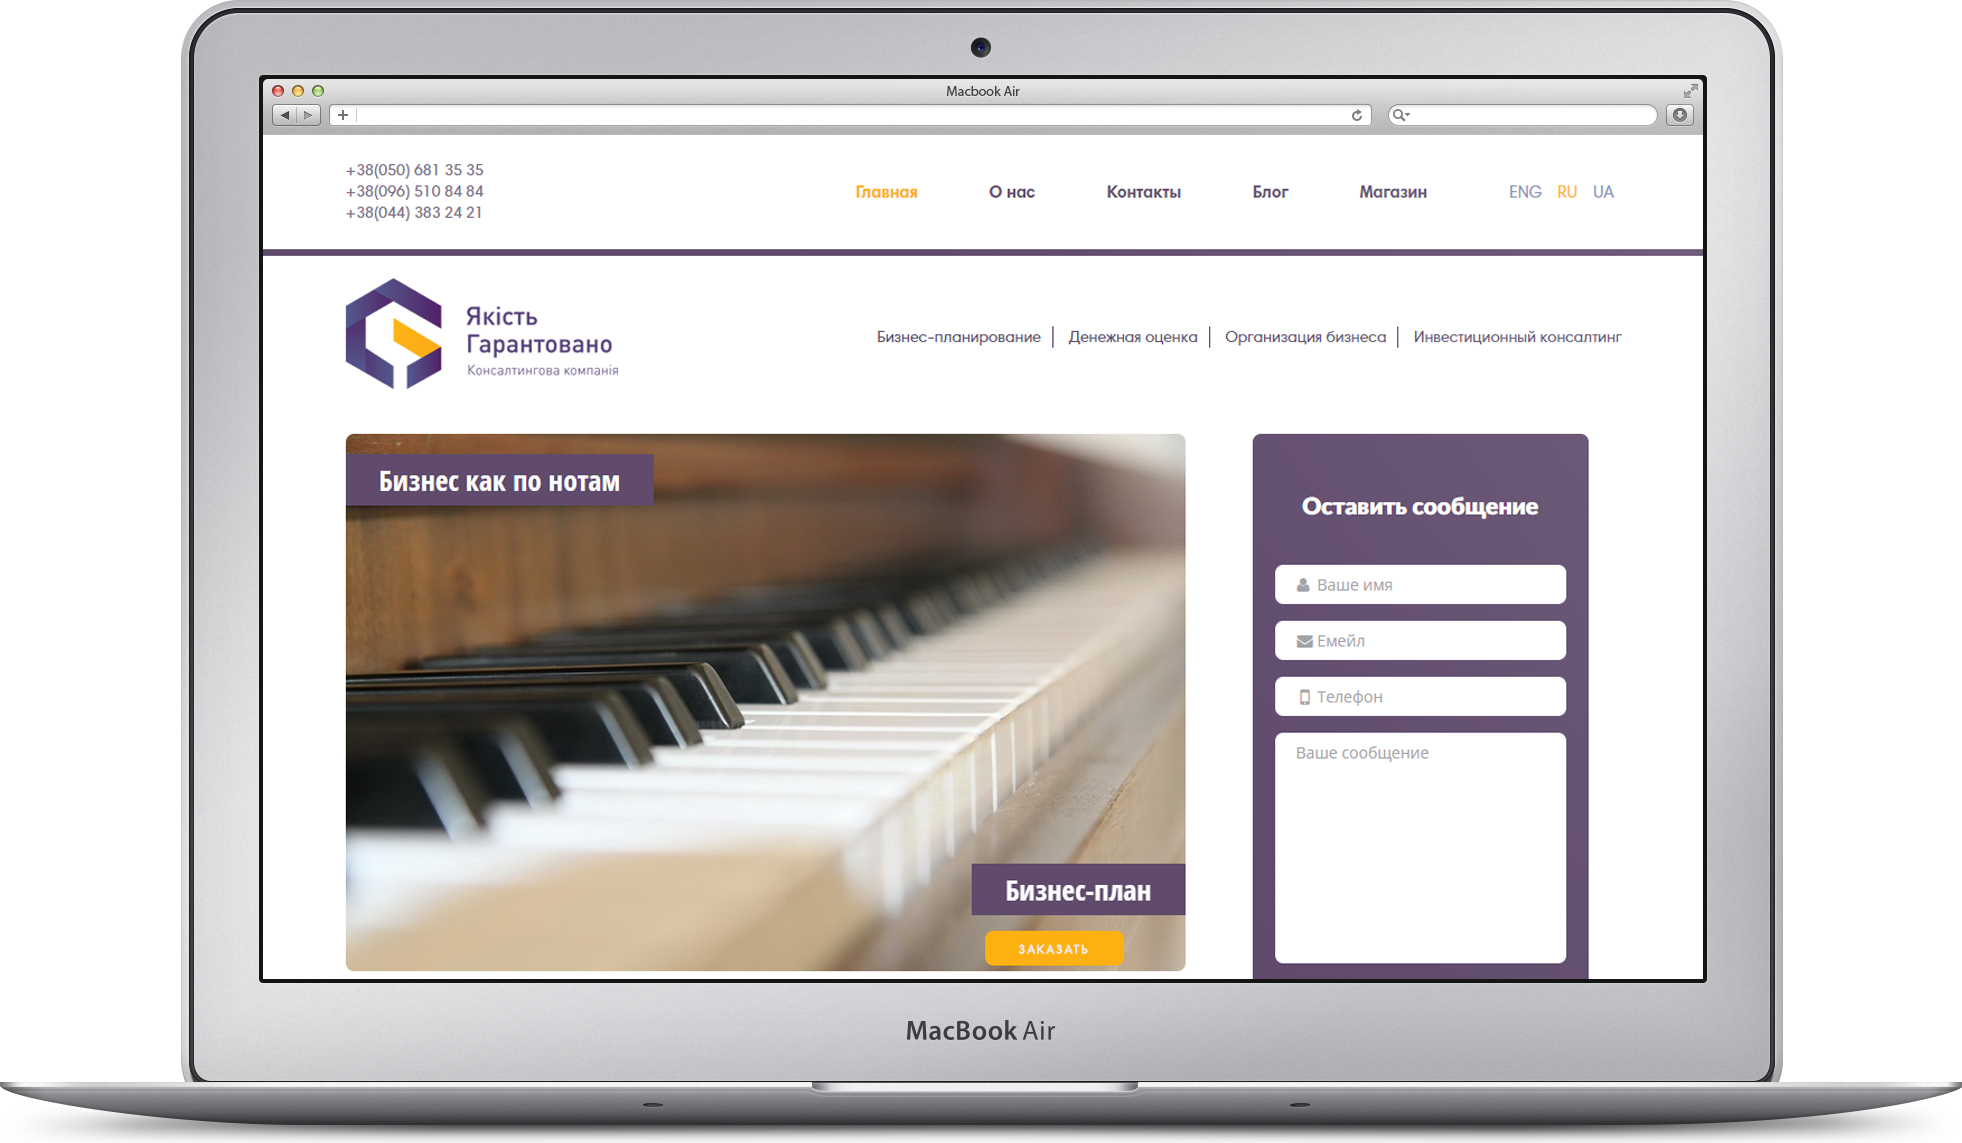 Macbook Air
+38(050) 681 35 35
+38(096) 510 84 84
+38(044) 383 24 21
Главная О нас Контакты Блог Магазин ENG RU UA
Якість
Гарантовано
Консалтингова компанія
Бизнес-планирование Денежная оценка Организация бизнеса Инвестиционный консалтинг
Бизнес как по нотам
Бизнес-план
ЗАКАЗАТЬ
Оставить сообщение
Ваше имя
Емейл
Телефон
Ваше сообщение
MacBook Air